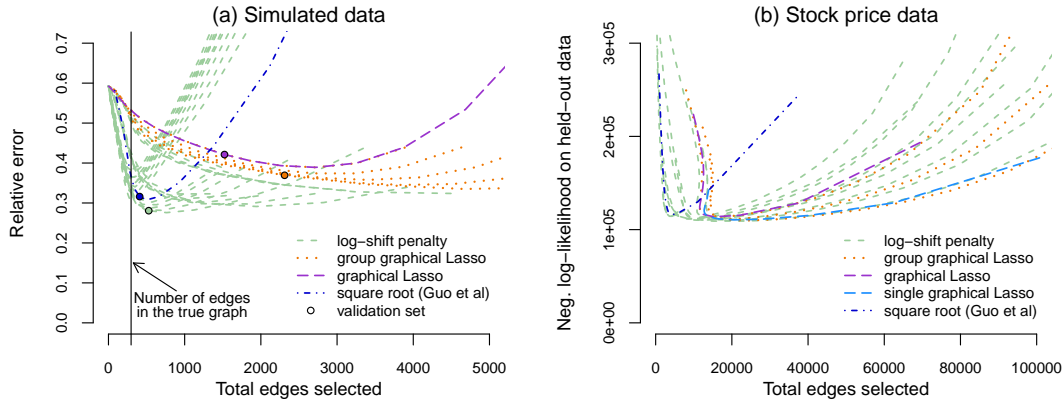 (a) Simulated data
Relative error
0.0 0.1 0.2 0.3 0.4 0.5 0.6 0.7
log−shift penalty
group graphical Lasso
graphical Lasso
square root (Guo et al)
validation set
Number of edges
in the true graph
0 1000 2000 3000 4000 5000
Total edges selected
(b) Stock price data
Neg. log−likelihood on held−out data
0e+00 1e+05 2e+05 3e+05
log−shift penalty
group graphical Lasso
graphical Lasso
single graphical Lasso
square root (Guo et al)
0 20000 40000 60000 80000 100000
Total edges selected